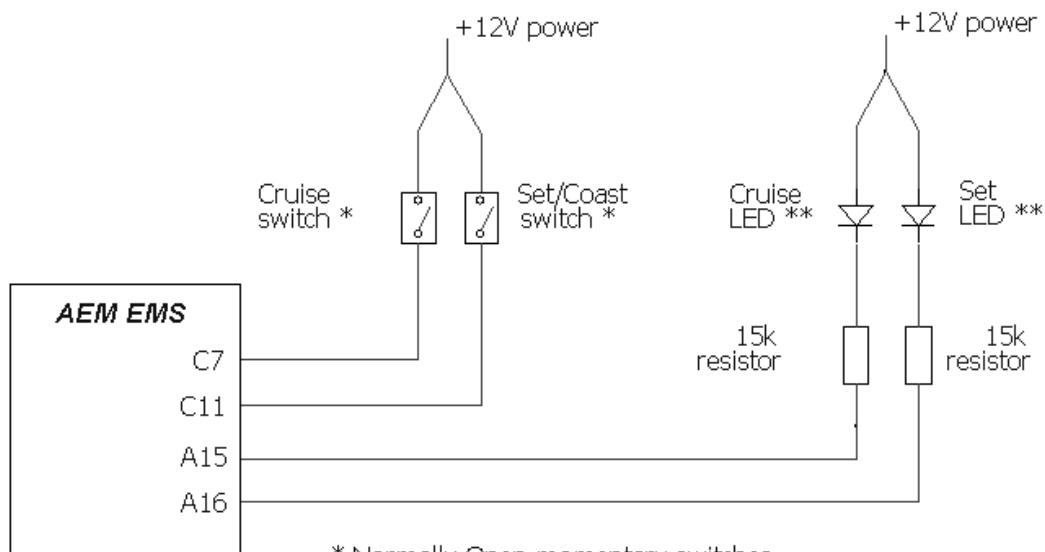 +12V power
+12V power
Cruise
switch *
Set/Coast
switch *
Cruise
LED **
Set
LED **
AEM EMS
15k
resistor
15k
resistor
C7
C11
A15
A16
* Normally Open momentary switches